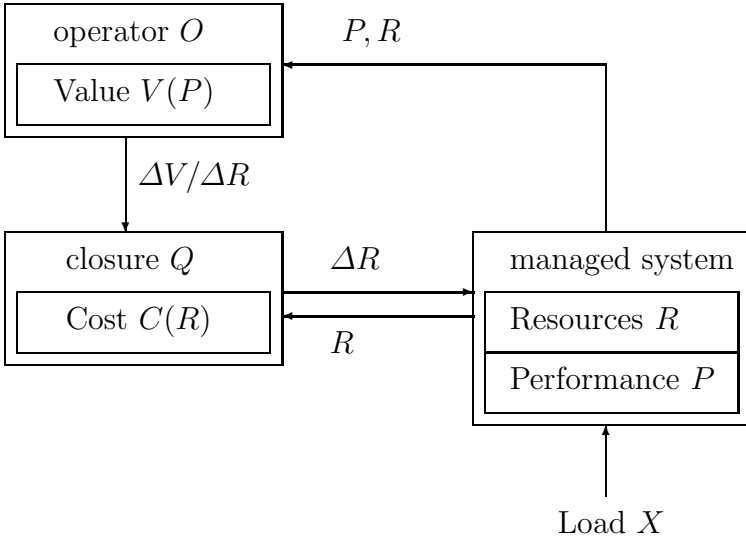 operator O
P, R
Value V(P)
ΔV/ΔR
closure Q
ΔR
managed system
Cost C(R)
Resources R
R
Performance P
Load X